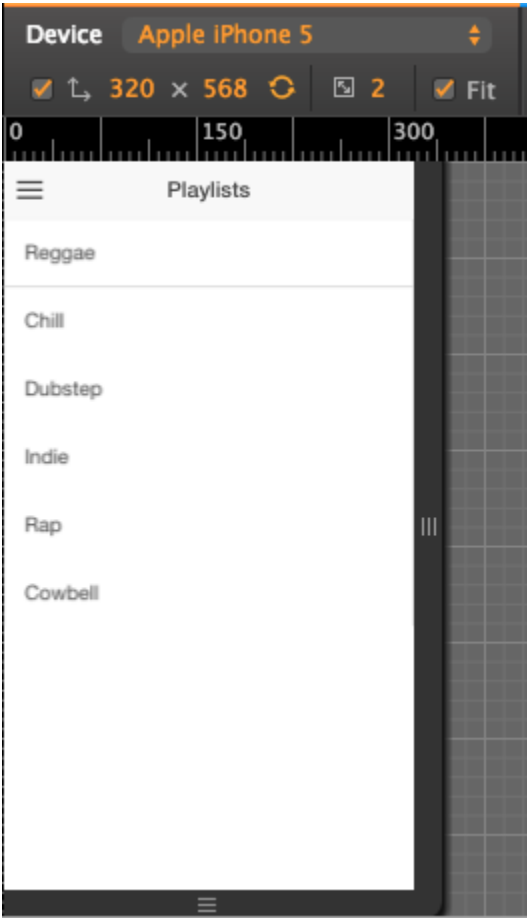 Device Apple iPhone 5
320 × 568 2 Fit
0 150 300
Playlists
Reggae
Chill
Dubstep
Indie
Rap
Cowbell